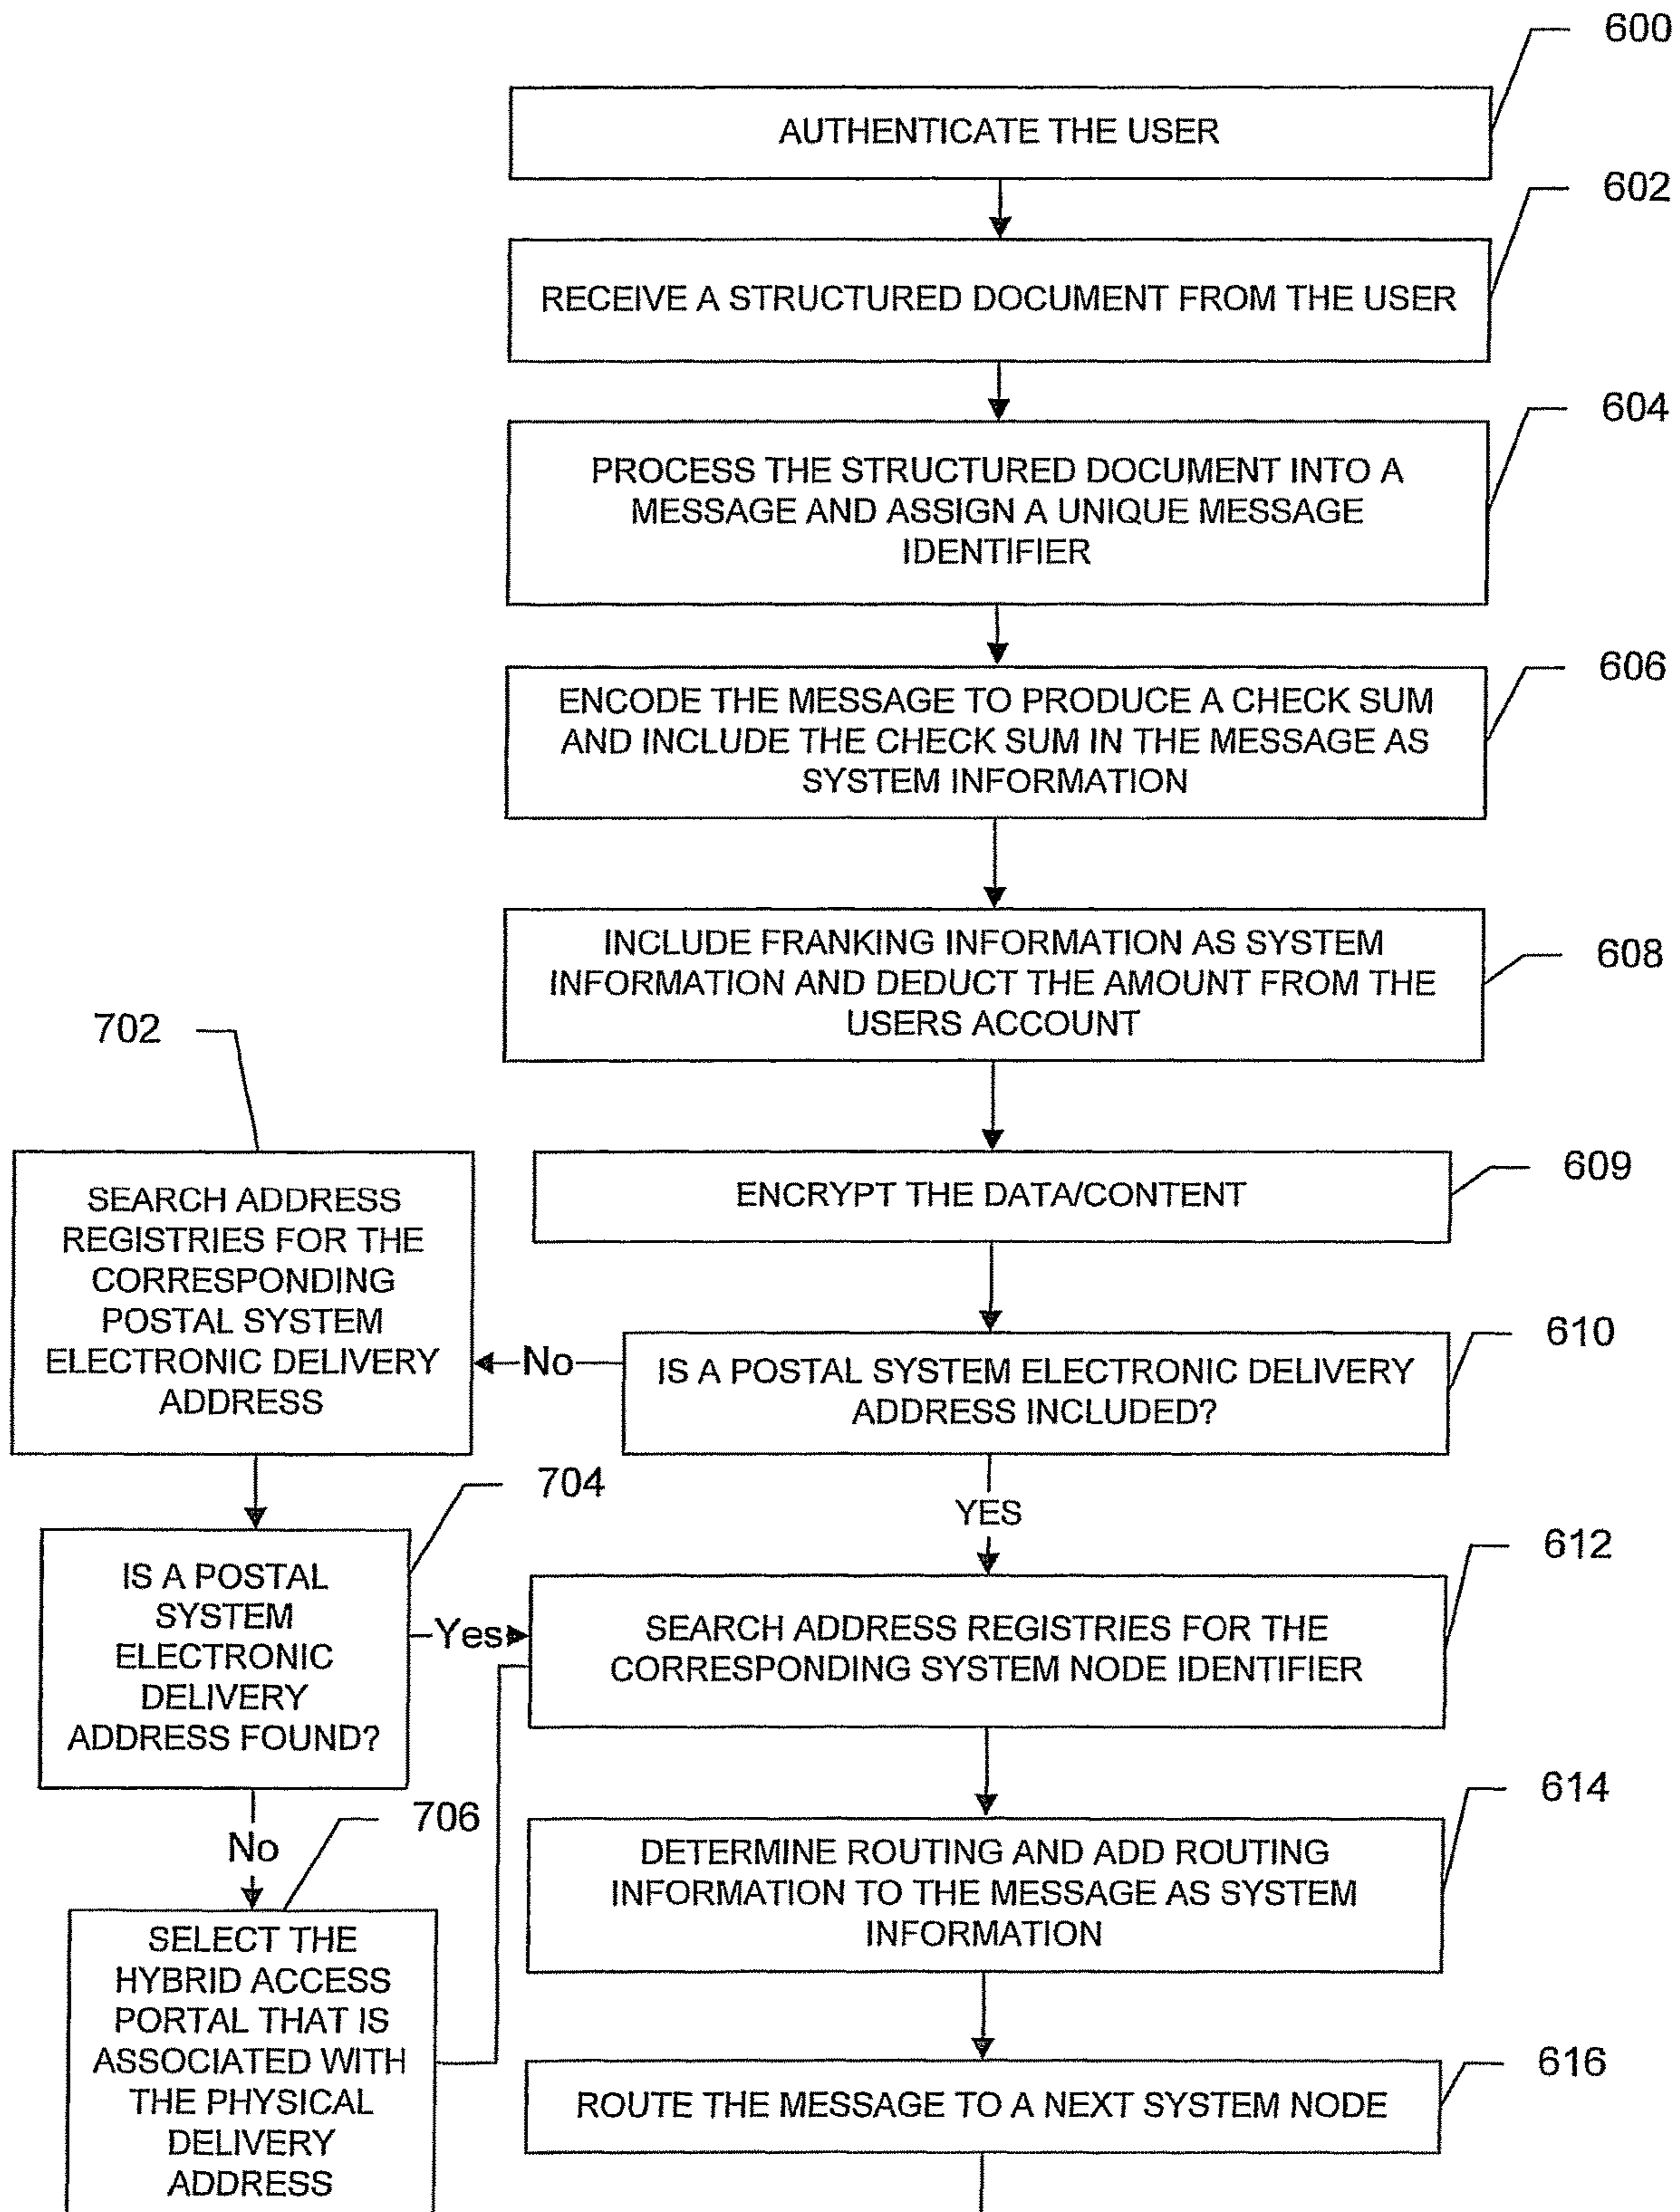 600
AUTHENTICATE THE USER
602
RECEIVE A STRUCTURED DOCUMENT FROM THE USER
604
PROCESS THE STRUCTURED DOCUMENT INTO A
MESSAGE AND ASSIGN A UNIQUE MESSAGE
IDENTIFIER
606
ENCODE THE MESSAGE TO PRODUCE A CHECK SUM
AND INCLUDE THE CHECK SUM IN THE MESSAGE AS
SYSTEM INFORMATION
608
INCLUDE FRANKING INFORMATION AS SYSTEM
INFORMATION AND DEDUCT THE AMOUNT FROM THE
USERS ACCOUNT
609
ENCRYPT THE DATA/CONTENT
610
IS A POSTAL SYSTEM ELECTRONIC DELIVERY
ADDRESS INCLUDED?
No
YES
702
SEARCH ADDRESS
REGISTRIES FOR THE
CORRESPONDING
POSTAL SYSTEM
ELECTRONIC DELIVERY
ADDRESS
704
IS A POSTAL
SYSTEM
ELECTRONIC
DELIVERY
ADDRESS FOUND?
Yes
No
706
SELECT THE
HYBRID ACCESS
PORTAL THAT IS
ASSOCIATED WITH
THE PHYSICAL
DELIVERY
ADDRESS
612
SEARCH ADDRESS REGISTRIES FOR THE
CORRESPONDING SYSTEM NODE IDENTIFIER
614
DETERMINE ROUTING AND ADD ROUTING
INFORMATION TO THE MESSAGE AS SYSTEM
INFORMATION
616
ROUTE THE MESSAGE TO A NEXT SYSTEM NODE